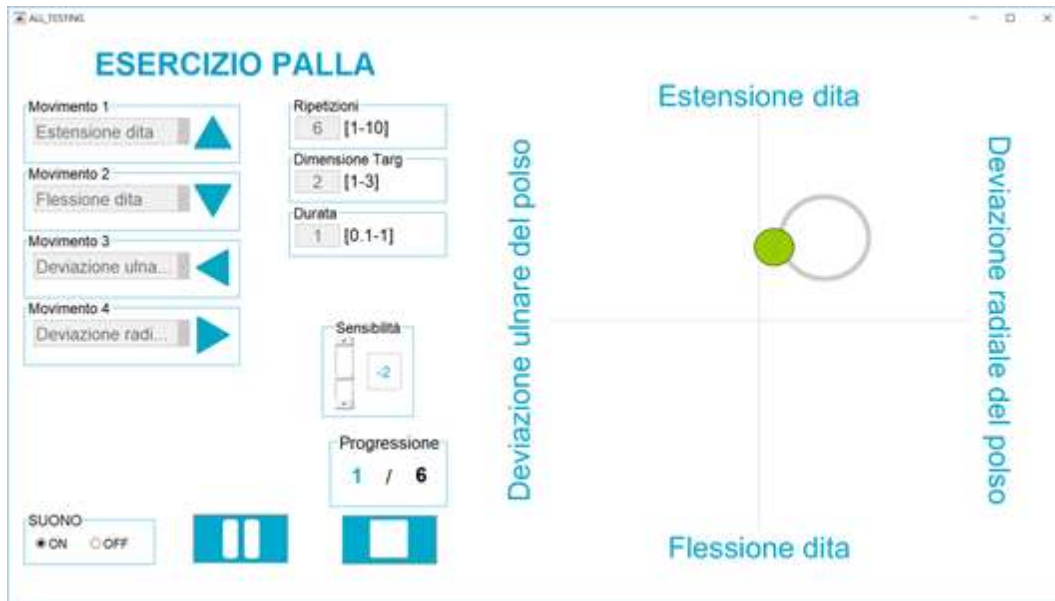 ALL_TESTING
ESERCIZIO PALLA
Movimento 1
Estensione dita
Movimento 2
Flessione dita
Movimento 3
Deviazione ulna...
Movimento 4
Deviazione radi...
Ripetizioni
6 [1-10]
Dimensione Targ
2 [1-3]
Durata
1 [0.1-1]
Sensibilità
-2
Progressione
1 / 6
SUONO
ON OFF
Estensione dita
Deviazione ulnare del polso
Deviazione radiale del polso
Flessione dita